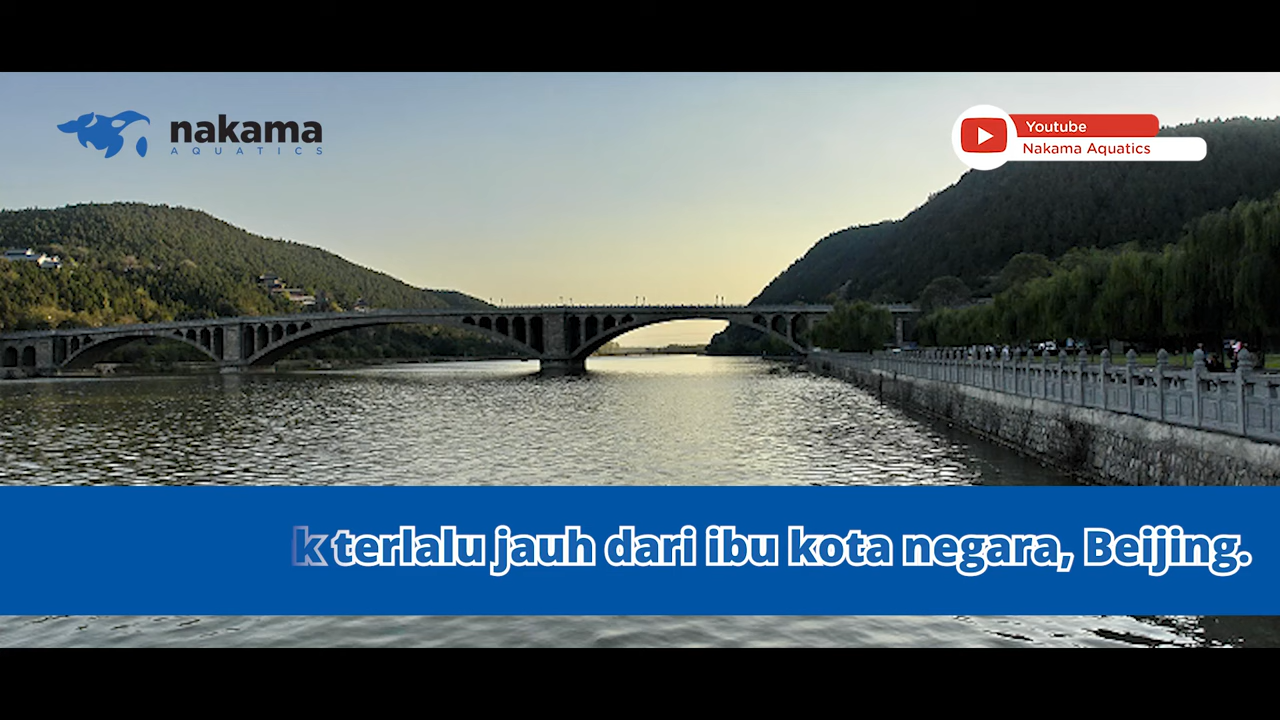 nakama
AQUATICS
Youtube
Nakama Aquatics
k terlalu jauh dari ibu kota negara, Beijing.